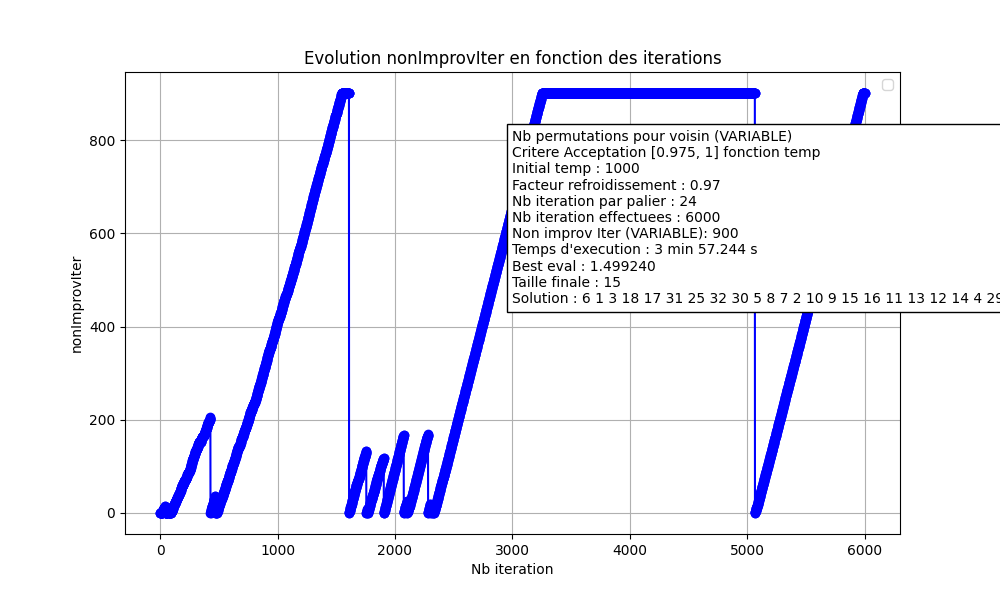 Evolution nonImprovIter en fonction des iterations
nonImprovIter
800
600
400
200
0
Nb permutations pour voisin (VARIABLE)
Critere Acceptation [0.975, 1] fonction temp
Initial temp : 1000
Facteur refroidissement : 0.97
Nb iteration par palier : 24
Nb iteration effectuees : 6000
Non improv Iter (VARIABLE): 900
Temps d'execution : 3 min 57.244 s
Best eval : 1.499240
Taille finale : 15
Solution : 6 1 3 18 17 31 25 32 30 5 8 7 2 10 9 15 16 11 13 12 14 4 29
0 1000 2000 3000 4000 5000 6000
Nb iteration